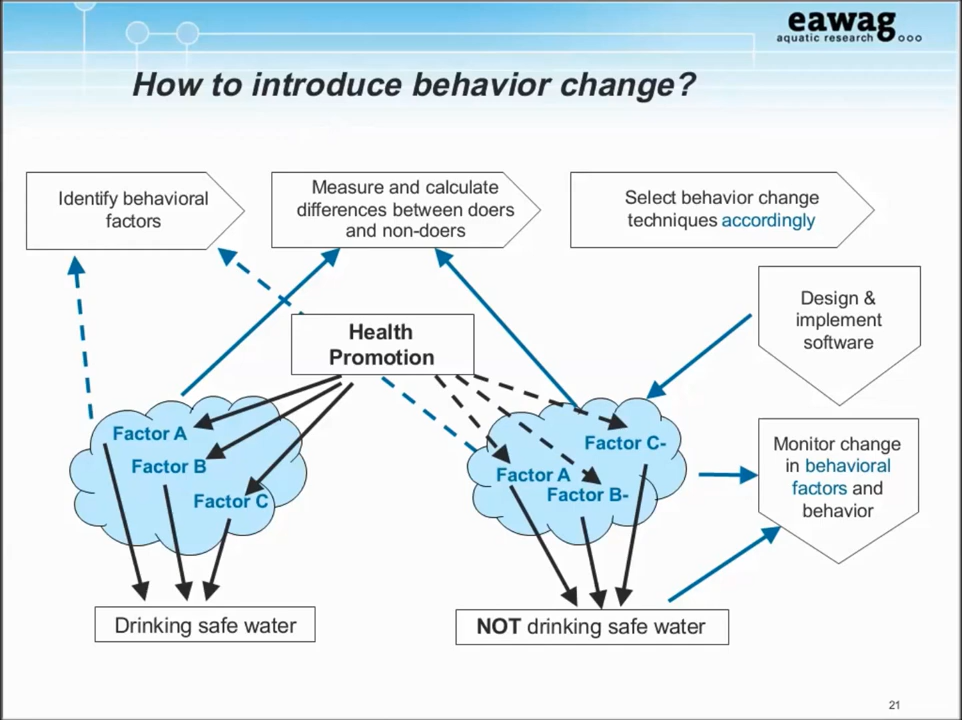 eawag
aquatic research
How to introduce behavior change?
Identify behavioral
factors
Measure and calculate
differences between doers
and non-doers
Select behavior change
techniques accordingly
Design &
implement
software
Health
Promotion
Factor A
Factor B
Factor C
Factor C-
Factor A
Factor B-
Monitor change
in behavioral
factors and
behavior
Drinking safe water
NOT drinking safe water
21